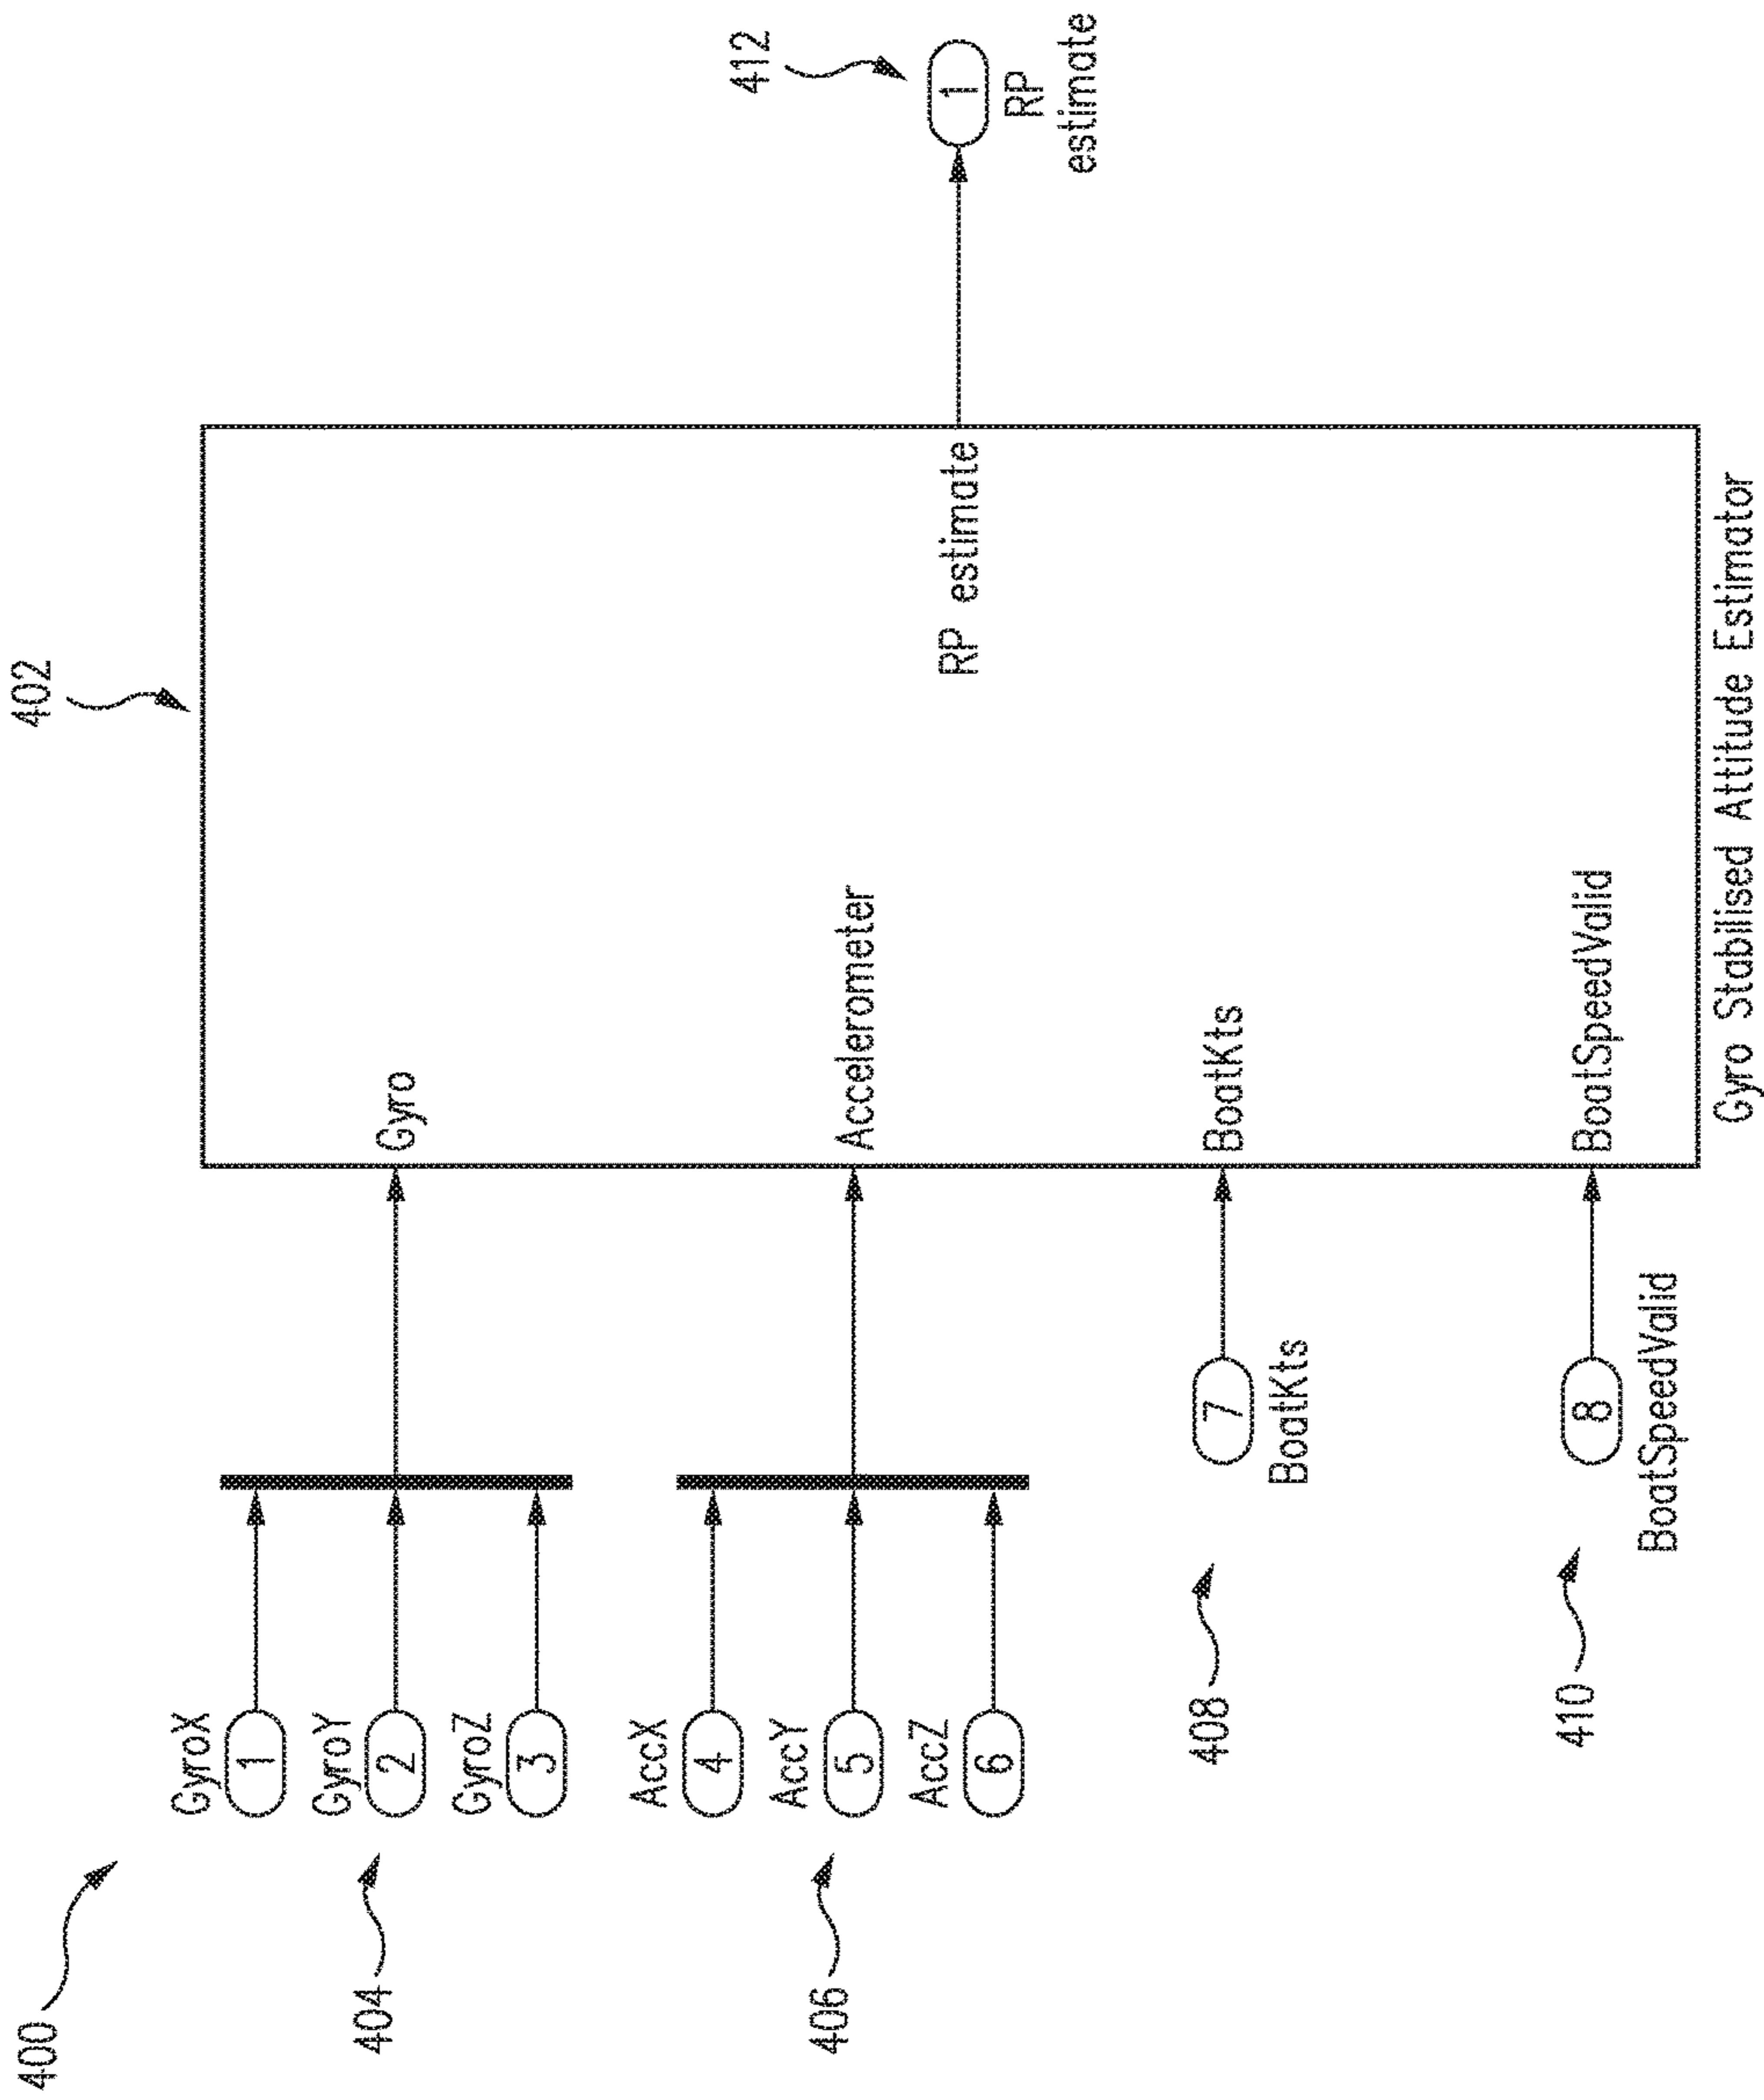 400
402
404
GyroX
1
GyroY
2
GyroZ
3
Gyro
406
AccX
4
AccY
5
AccZ
6
Accelerometer
RP estimate
412
1
RP
estimate
408
7
BoatKts
BoatKts
410
8
BoatSpeedValid
BoatSpeedValid
Gyro Stabilised Attitude Estimator